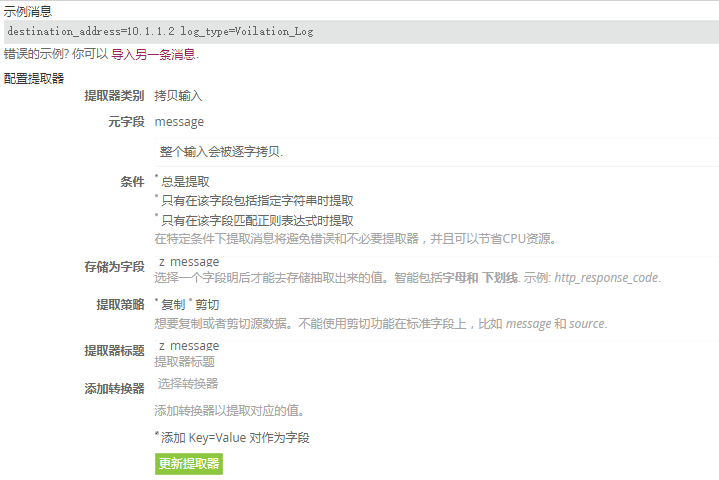 示例消息
destination_address=10.1.1.2 log_type=Voilation_Log
错误的示例? 你可以 导入另一条消息.
配置提取器
提取器类别 拷贝输入
元字段 message
整个输入会被逐字拷贝.
条件 * 总是提取
* 只有在该字段包括指定字符串时提取
* 只有在该字段匹配正则表达式时提取
在特定条件下提取消息将避免错误和不必要提取器，并且可以节省CPU资源。
存储为字段 z_message
选择一个字段明后才能去存储抽取出来的值。智能包括字母和 下划线. 示例: http_response_code.
提取策略 * 复制 * 剪切
想要复制或者剪切源数据。不能使用剪切功能在标准字段上，比如 message 和 source.
提取器标题 z_message
提取器标题
添加转换器 选择转换器
添加转换器以提取对应的值。
* 添加 Key=Value 对作为字段
更新提取器